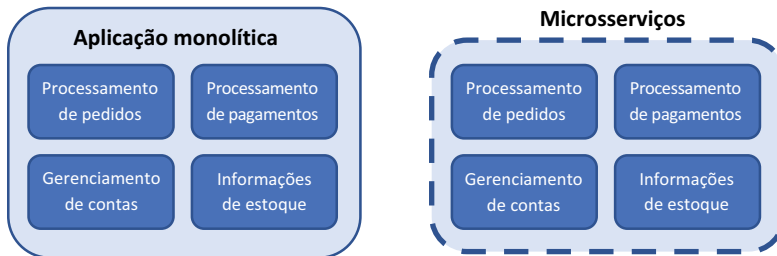 Aplicação monolítica
Processamento
de pedidos
Processamento
de pagamentos
Gerenciamento
de contas
Informações
de estoque
Microsserviços
Processamento
de pedidos
Processamento
de pagamentos
Gerenciamento
de contas
Informações
de estoque